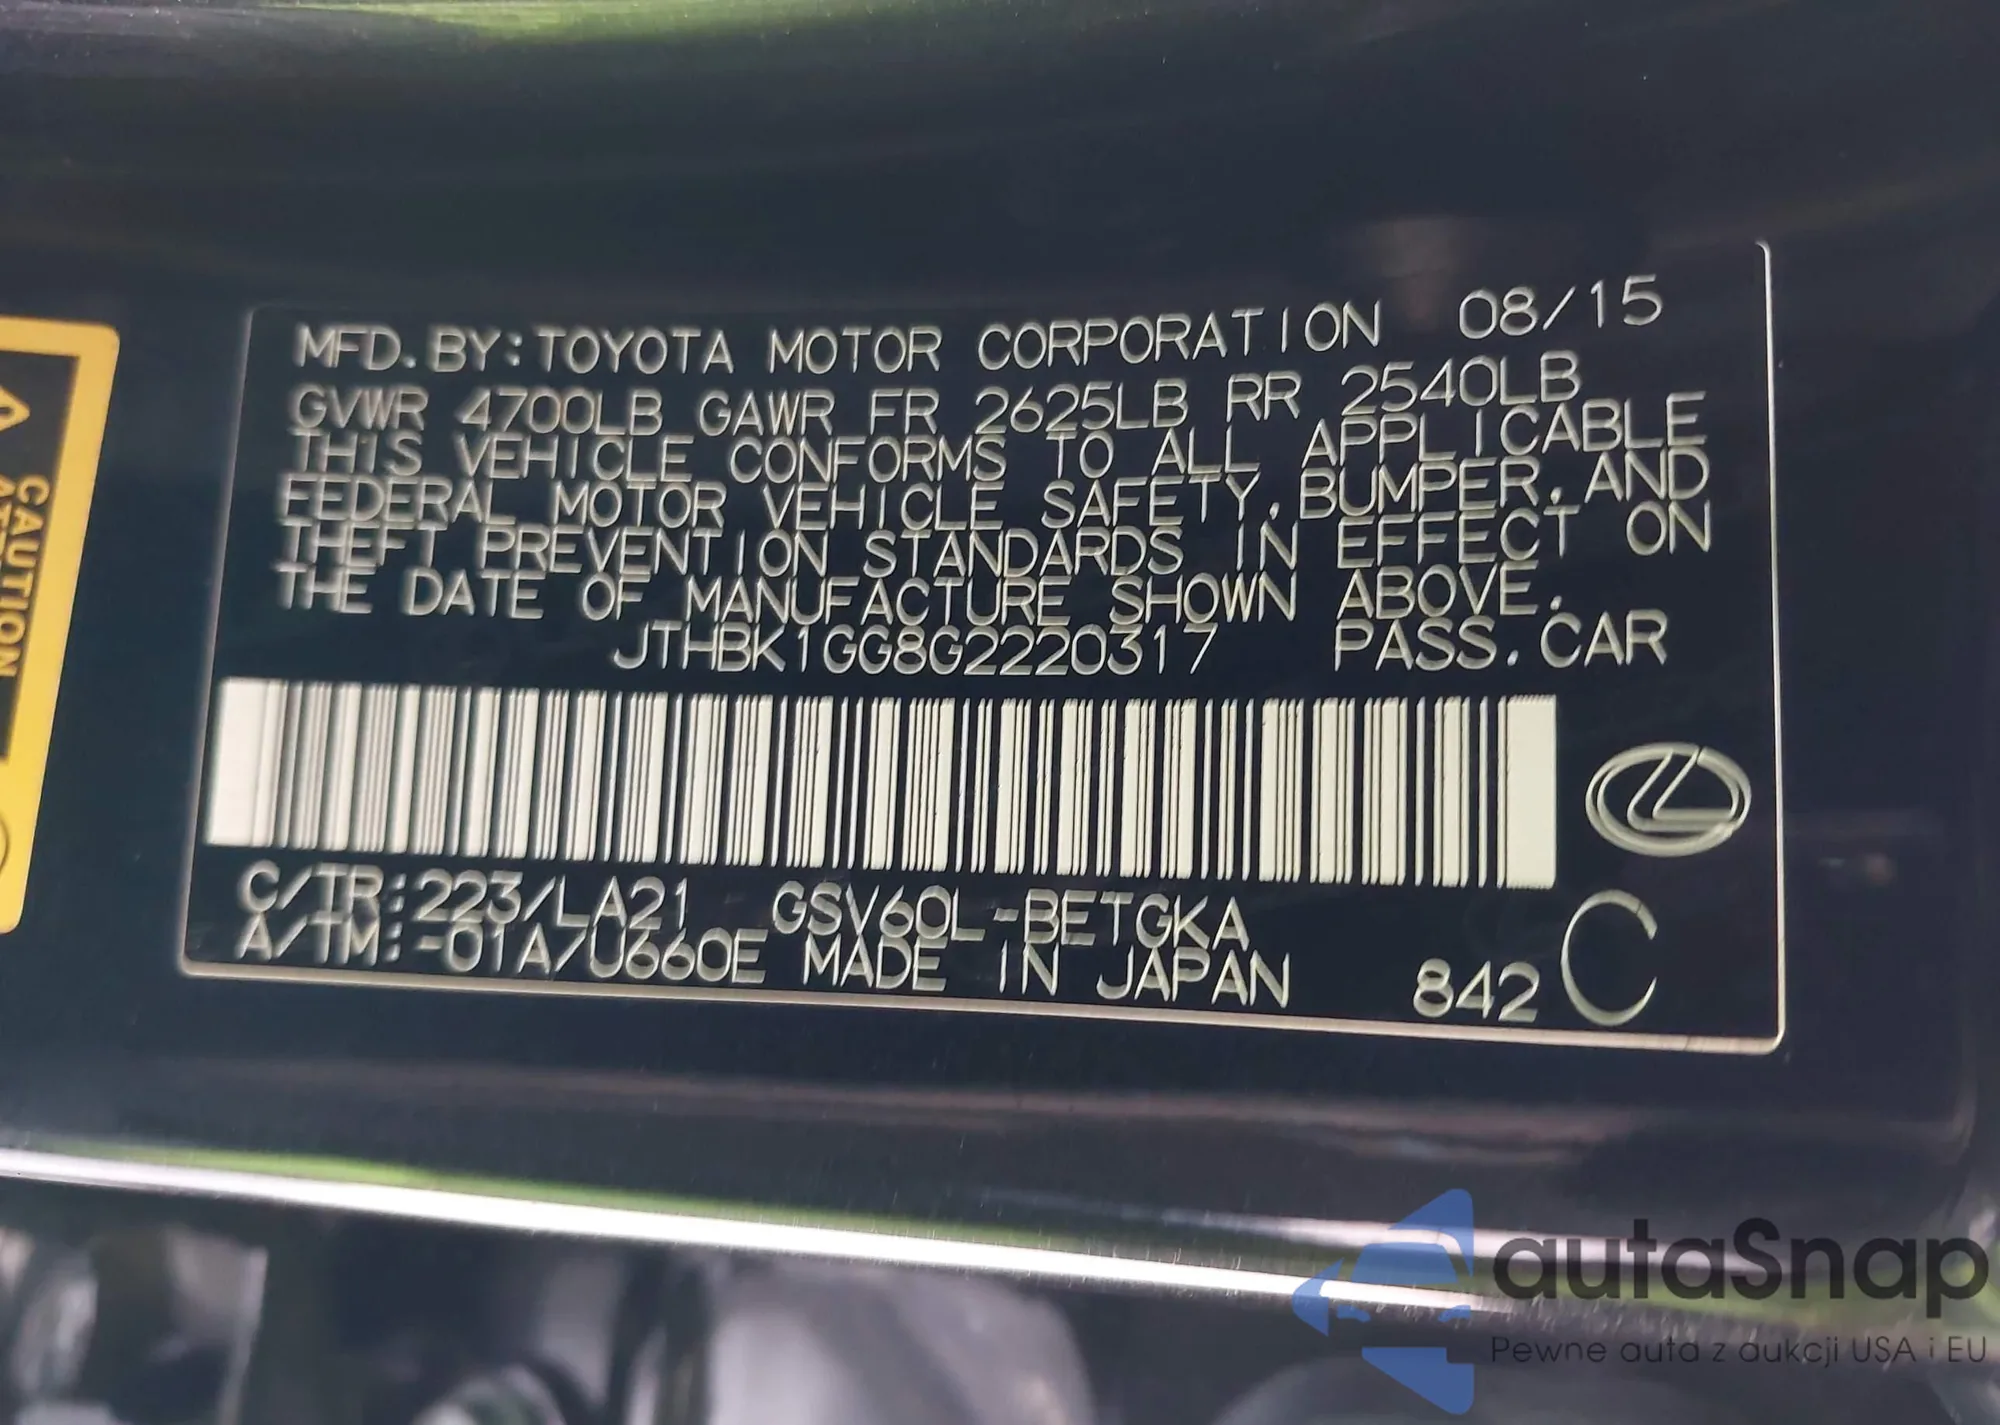 MFD.BY:TOYOTA MOTOR CORPORATION 08/15
GVWR 4700LB GAWR FR 2625LB RR 2540LB
THIS VEHICLE CONFORMS TO ALL APPLICABLE
FEDERAL MOTOR VEHICLE SAFETY,BUMPER,AND
THEFT PREVENTION STANDARDS IN EFFECT ON
THE DATE OF MANUFACTURE SHOWN ABOVE.
JTHBK1GG8G2220317 PASS.CAR
C/TR:223/LA21 GSV60L-BETGKA
A/TM:-01A/U660E MADE IN JAPAN 842 C
CAUTION
autaSnap
Pewne auta z aukcji USA i EU